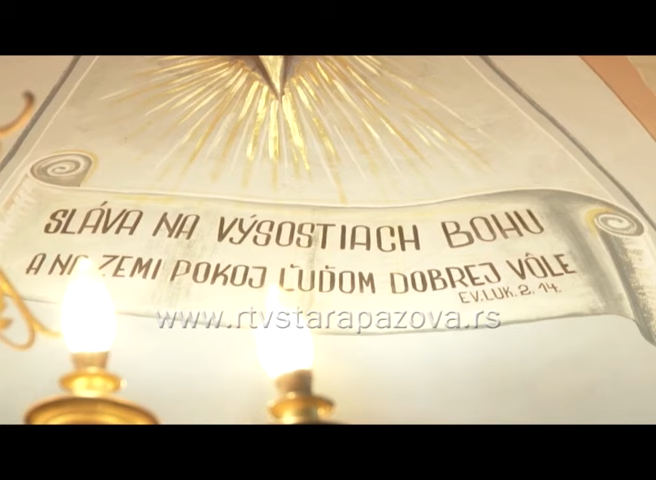 SLÁVA NA VÝSOSTIACH BOHU
A NA ZEMI POKOJ ĽUĎOM DOBREJ VÔLE
EV. LUK. 2. 14.
www.rtvstarapazova.rs